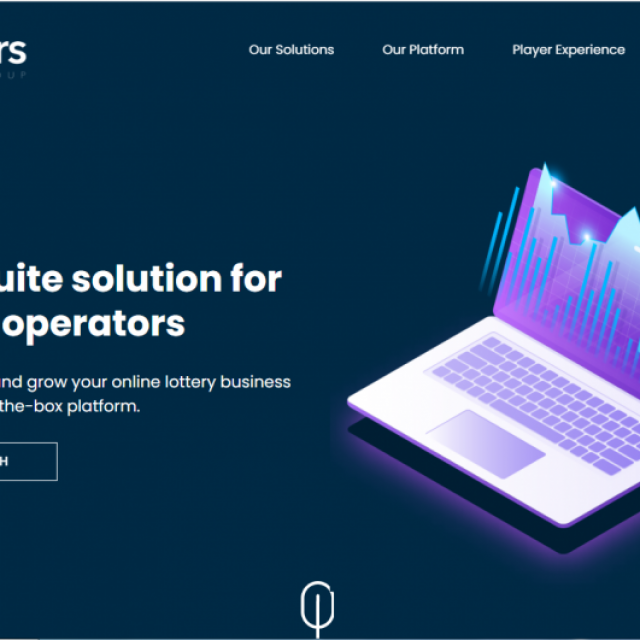 rs
OUP
Our Solutions
Our Platform
Player Experience
uite solution for
operators
nd grow your online lottery business
the-box platform.
H